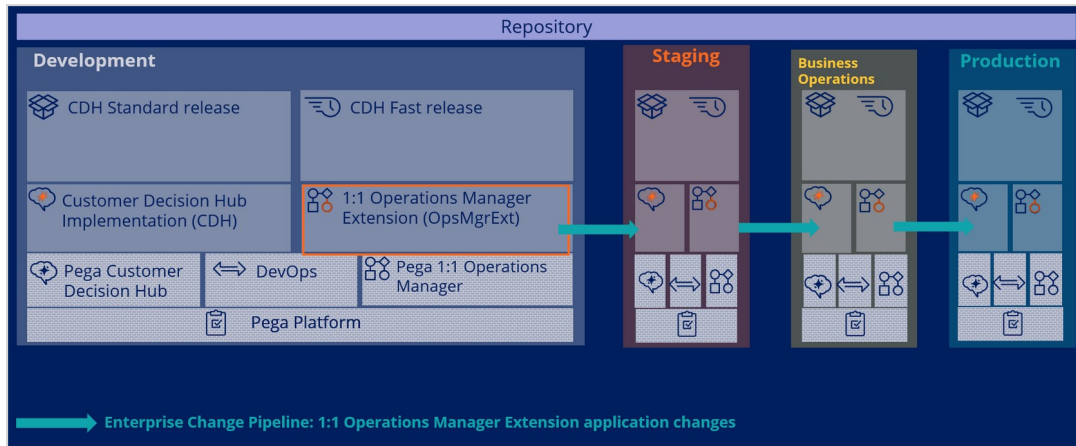 Repository
Development
CDH Standard release
CDH Fast release
Customer Decision Hub
Implementation (CDH)
1:1 Operations Manager
Extension (OpsMgrExt)
Pega Customer
Decision Hub
DevOps
Pega 1:1 Operations
Manager
Pega Platform
Staging
Business
Operations
Production
Enterprise Change Pipeline: 1:1 Operations Manager Extension application changes